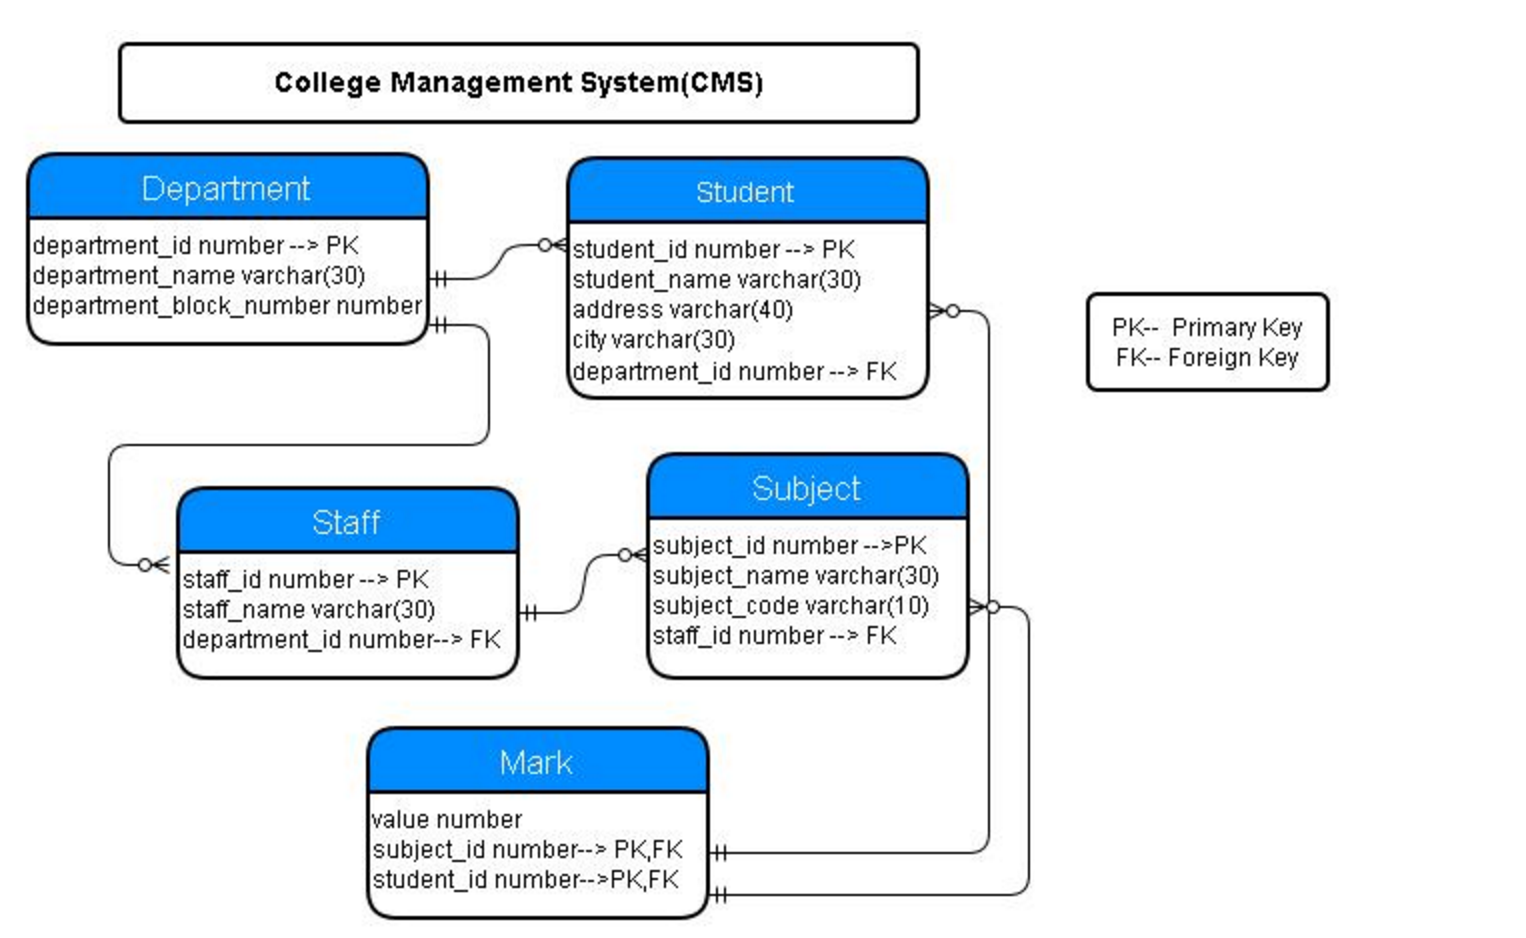 College Management System(CMS)
Department
department_id number --> PK
department_name varchar(30)
department_block_number number
Student
student_id number --> PK
student_name varchar(30)
address varchar(40)
city varchar(30)
department_id number --> FK
PK-- Primary Key
FK-- Foreign Key
Staff
staff_id number --> PK
staff_name varchar(30)
department_id number--> FK
Subject
subject_id number -->PK
subject_name varchar(30)
subject_code varchar(10)
staff_id number --> FK
Mark
value number
subject_id number--> PK,FK
student_id number-->PK,FK